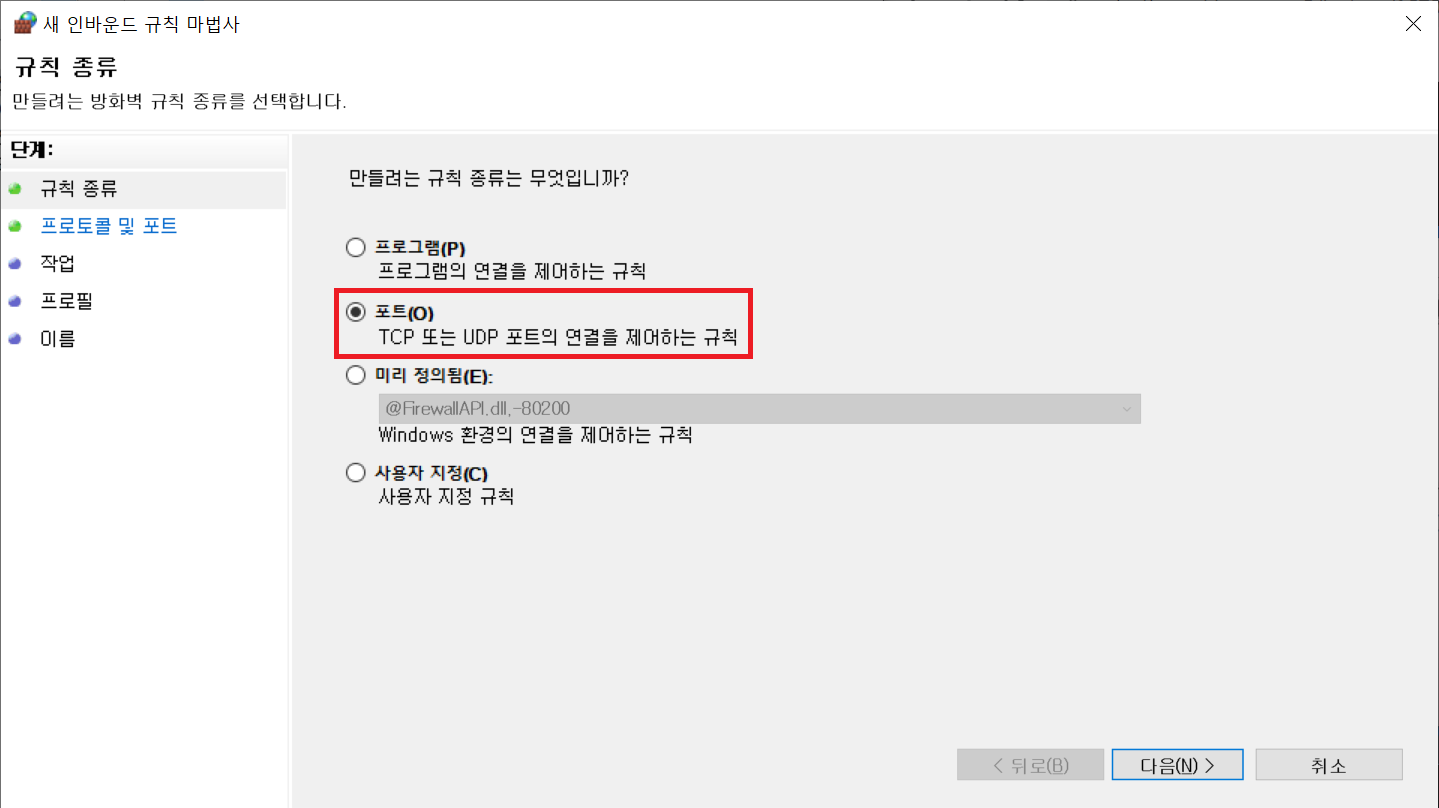 새 인바운드 규칙 마법사
규칙 종류
만들려는 방화벽 규칙 종류를 선택합니다.
단계:
규칙 종류
프로토콜 및 포트
작업
프로필
이름
만들려는 규칙 종류는 무엇입니까?
프로그램(P)
프로그램의 연결을 제어하는 규칙
포트(O)
TCP 또는 UDP 포트의 연결을 제어하는 규칙
미리 정의됨(E):
@FirewallAPI.dll,-80200
Windows 환경의 연결을 제어하는 규칙
사용자 지정(C)
사용자 지정 규칙
< 뒤로(B)
다음(N) >
취소